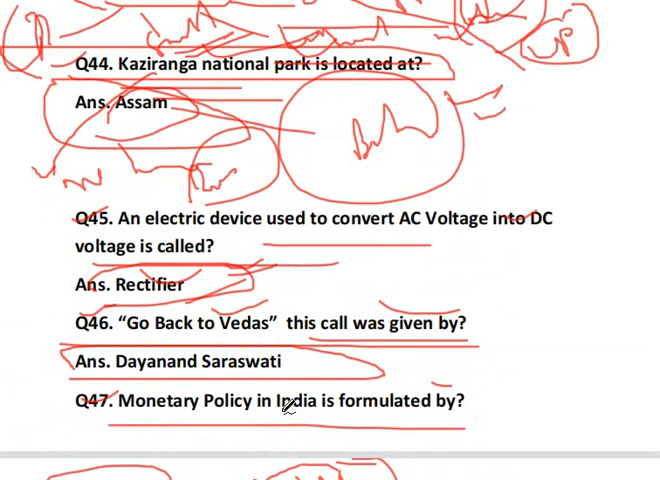 Q44. Kaziranga national park is located at?
Ans. Assam
Q45. An electric device used to convert AC Voltage into DC
voltage is called?
Ans. Rectifier
Q46. “Go Back to Vedas”  this call was given by?
Ans. Dayanand Saraswati
Q47. Monetary Policy in India is formulated by?